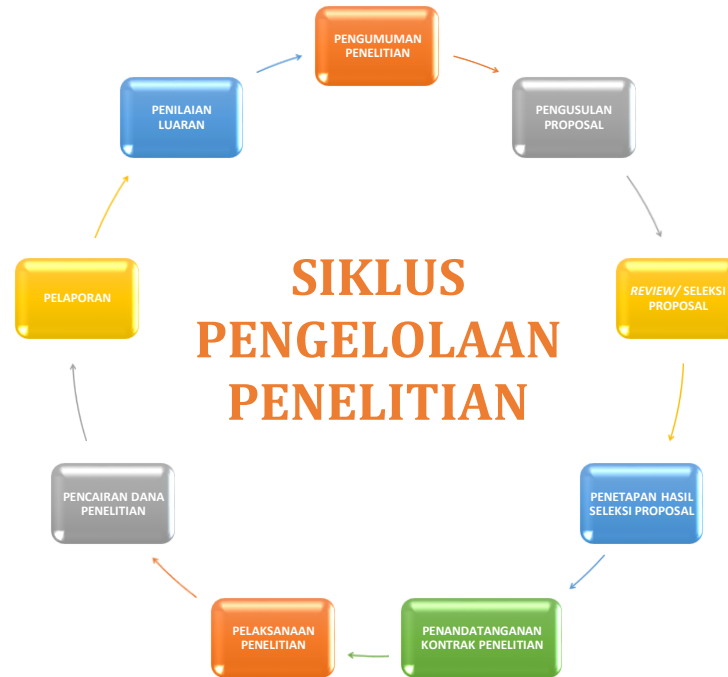 PENGUMUMAN
PENELITIAN
PENGUSULAN
PROPOSAL
REVIEW/ SELEKSI
PROPOSAL
PENETAPAN HASIL
SELEKSI PROPOSAL
PENANDATANGANAN
KONTRAK PENELITIAN
PELAKSANAAN
PENELITIAN
PENCAIRAN DANA
PENELITIAN
PELAPORAN
PENILAIAN
LUARAN
SIKLUS
PENGELOLAAN
PENELITIAN